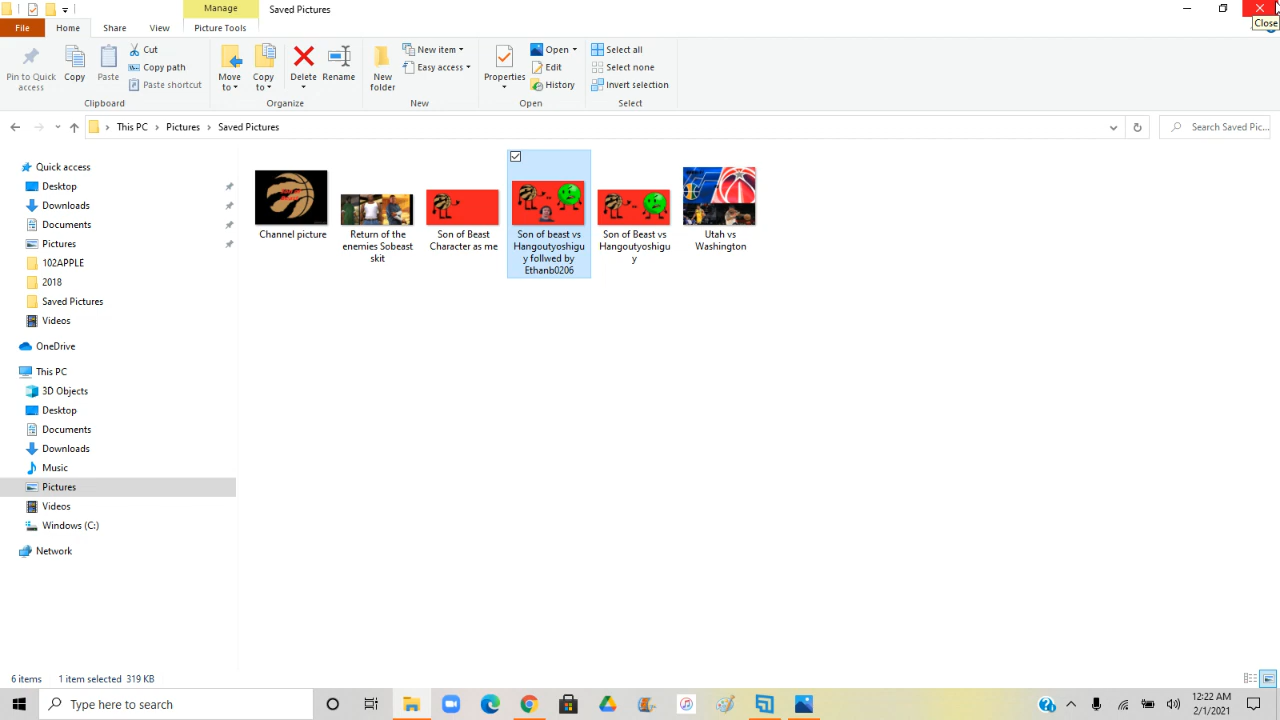 Manage
Saved Pictures
Close
File
Home
Share
View
Picture Tools
Pin to Quick access
Copy
Paste
Cut
Copy path
Paste shortcut
Clipboard
Move to
Copy to
Delete
Rename
Organize
New folder
New item
Easy access
New
Properties
Open
Edit
History
Open
Select all
Select none
Invert selection
Select
This PC
Pictures
Saved Pictures
Search Saved Pic...
Quick access
Desktop
Downloads
Documents
Pictures
102APPLE
2018
Saved Pictures
Videos
OneDrive
This PC
3D Objects
Desktop
Documents
Downloads
Music
Pictures
Videos
Windows (C:)
Network
Channel picture
Return of the
enemies Sobeast
skit
Son of Beast
Character as me
Son of beast vs
Hangoutyoshigu
y follwed by
Ethanb0206
Son of Beast vs
Hangoutyoshigu
y
Utah vs
Washington
6 items
1 item selected 319 KB
Type here to search
12:22 AM
2/1/2021